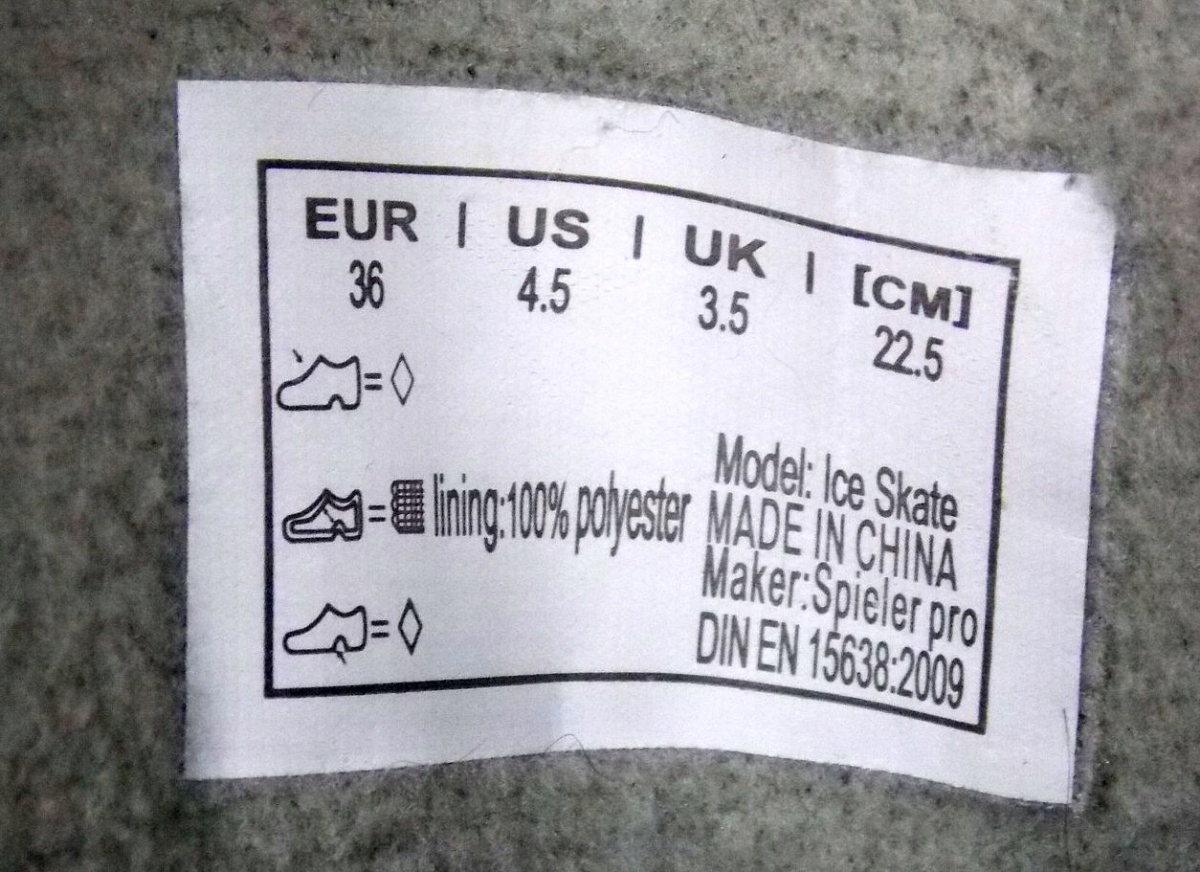 EUR | US | UK | [CM]
36 4.5 3.5 22.5
lining:100% polyester
Model: Ice Skate
MADE IN CHINA
Maker:Spieler pro
DIN EN 15638:2009